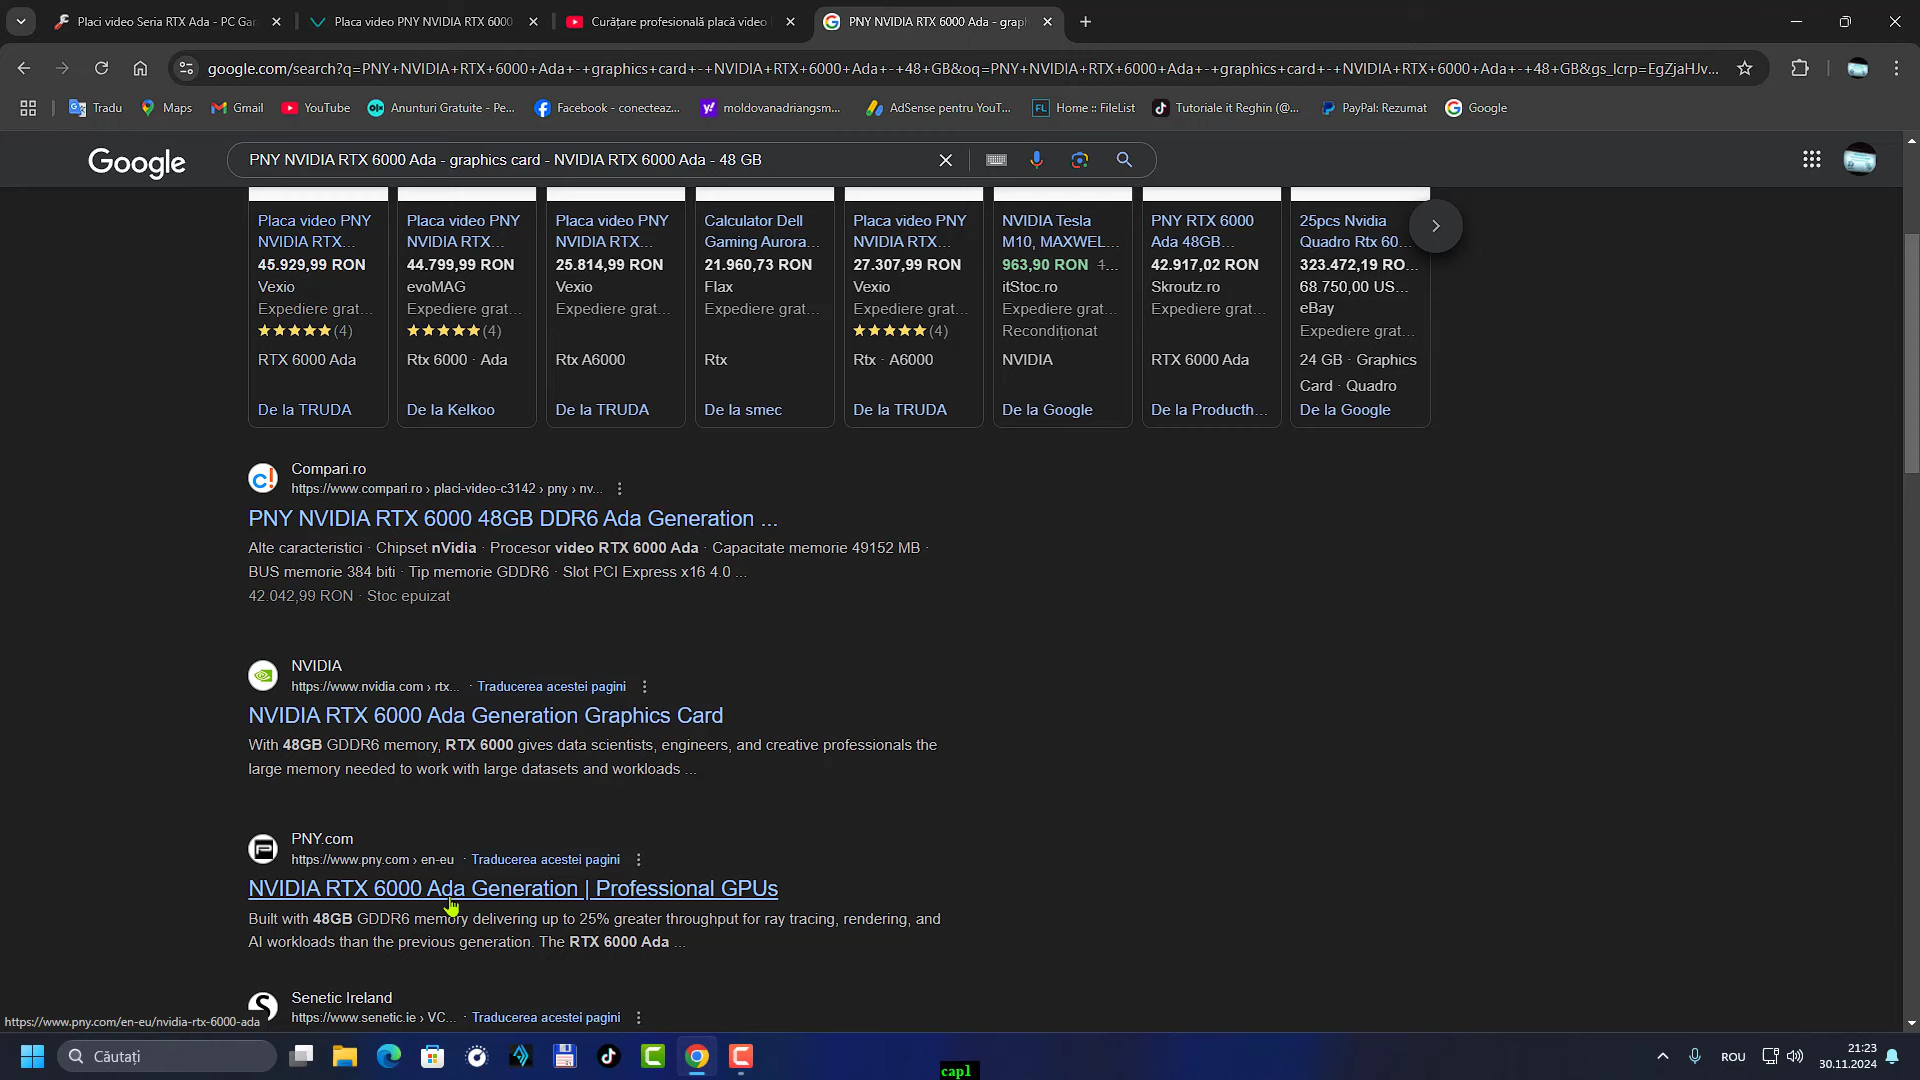 Placi video Seria RTX Ada - PC Gar
Placa video PNY NVIDIA RTX 6000
Curățare profesională placă video
PNY NVIDIA RTX 6000 Ada - grap
google.com/search?q=PNY+NVIDIA+RTX+6000+Ada+-+graphics+card+-+NVIDIA+RTX+6000+Ada+-+48+GB&oq=PNY+NVIDIA+RTX+6000+Ada+-+graphics+card+-+NVIDIA+RTX+6000+Ada+-+48+GB&gs_lcrp=EgZjaHJv...
Tradu
Maps
Gmail
YouTube
Anunturi Gratuite - Pe...
Facebook - conecteaz...
moldovanadriangsm...
AdSense pentru YouT...
Home :: FileList
Tutoriale it Reghin (@...
PayPal: Rezumat
Google
Google
PNY NVIDIA RTX 6000 Ada - graphics card - NVIDIA RTX 6000 Ada - 48 GB
Placa video PNY
NVIDIA RTX...
45.929,99 RON
Vexio
Expediere grat...
(4)
RTX 6000 Ada
De la TRUDA
Placa video PNY
NVIDIA RTX...
44.799,99 RON
evoMAG
Expediere grat...
(4)
Rtx 6000 · Ada
De la Kelkoo
Placa video PNY
NVIDIA RTX...
25.814,99 RON
Vexio
Expediere grat...
Rtx A6000
De la TRUDA
Calculator Dell
Gaming Aurora...
21.960,73 RON
Flax
Expediere grat...
Rtx
De la smec
Placa video PNY
NVIDIA RTX...
27.307,99 RON
Vexio
Expediere grat...
(4)
Rtx · A6000
De la TRUDA
NVIDIA Tesla
M10, MAXWEL...
963,90 RON 1...
itStoc.ro
Expediere grat...
Recondiționat
NVIDIA
De la Google
PNY RTX 6000
Ada 48GB...
42.917,02 RON
Skroutz.ro
Expediere grat...
RTX 6000 Ada
De la Producth...
25pcs Nvidia
Quadro Rtx 60...
323.472,19 RO...
68.750,00 US...
eBay
Expediere grat...
24 GB · Graphics
Card · Quadro
De la Google
Compari.ro
https://www.compari.ro › placi-video-c3142 › pny › nv...
PNY NVIDIA RTX 6000 48GB DDR6 Ada Generation ...
Alte caracteristici · Chipset nVidia · Procesor video RTX 6000 Ada · Capacitate memorie 49152 MB ·
BUS memorie 384 biti · Tip memorie GDDR6 · Slot PCI Express x16 4.0 ...
42.042,99 RON · Stoc epuizat
NVIDIA
https://www.nvidia.com › rtx... · Traducerea acestei pagini
NVIDIA RTX 6000 Ada Generation Graphics Card
With 48GB GDDR6 memory, RTX 6000 gives data scientists, engineers, and creative professionals the
large memory needed to work with large datasets and workloads ...
PNY.com
https://www.pny.com › en-eu · Traducerea acestei pagini
NVIDIA RTX 6000 Ada Generation | Professional GPUs
Built with 48GB GDDR6 memory delivering up to 25% greater throughput for ray tracing, rendering, and
AI workloads than the previous generation. The RTX 6000 Ada ...
Senetic Ireland
https://www.senetic.ie › VC... · Traducerea acestei pagini
https://www.pny.com/en-eu/nvidia-rtx-6000-ada
Căutați
capl
ROU
21:23
30.11.2024